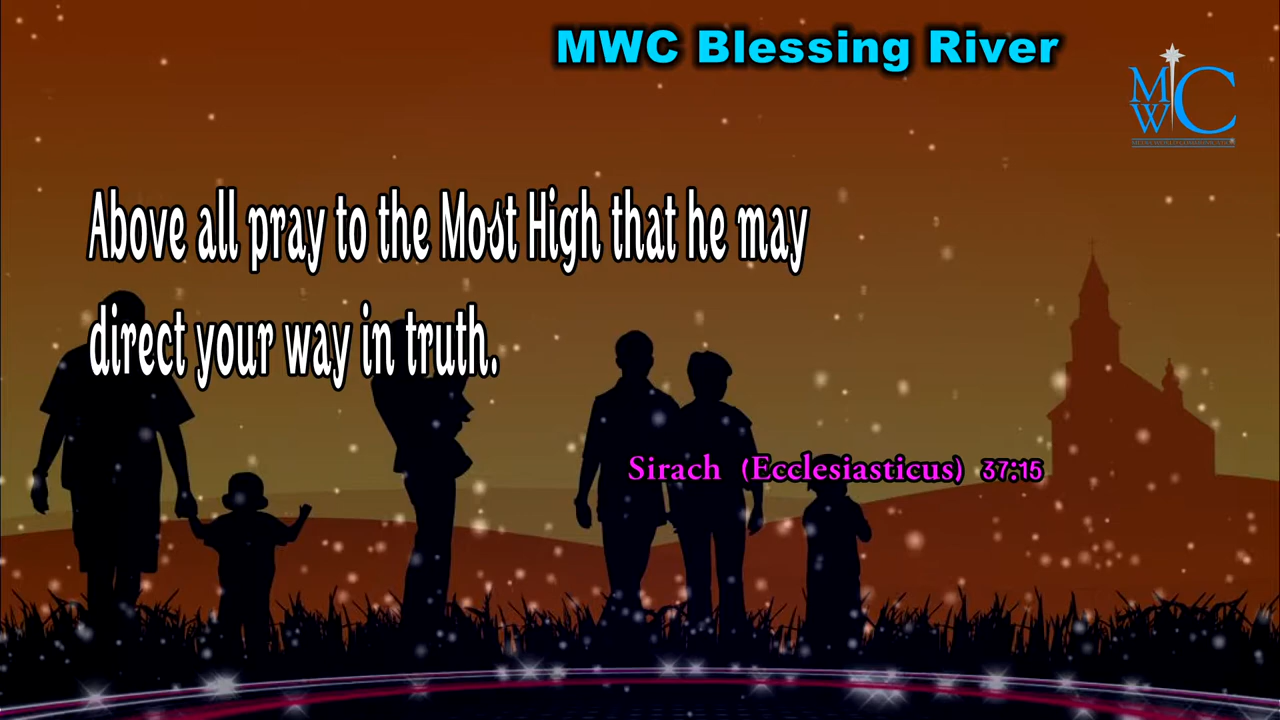 MWC Blessing River
MWC
Above all pray to the Most High that he may
direct your way in truth.
Sirach (Ecclesiasticus) 37:15